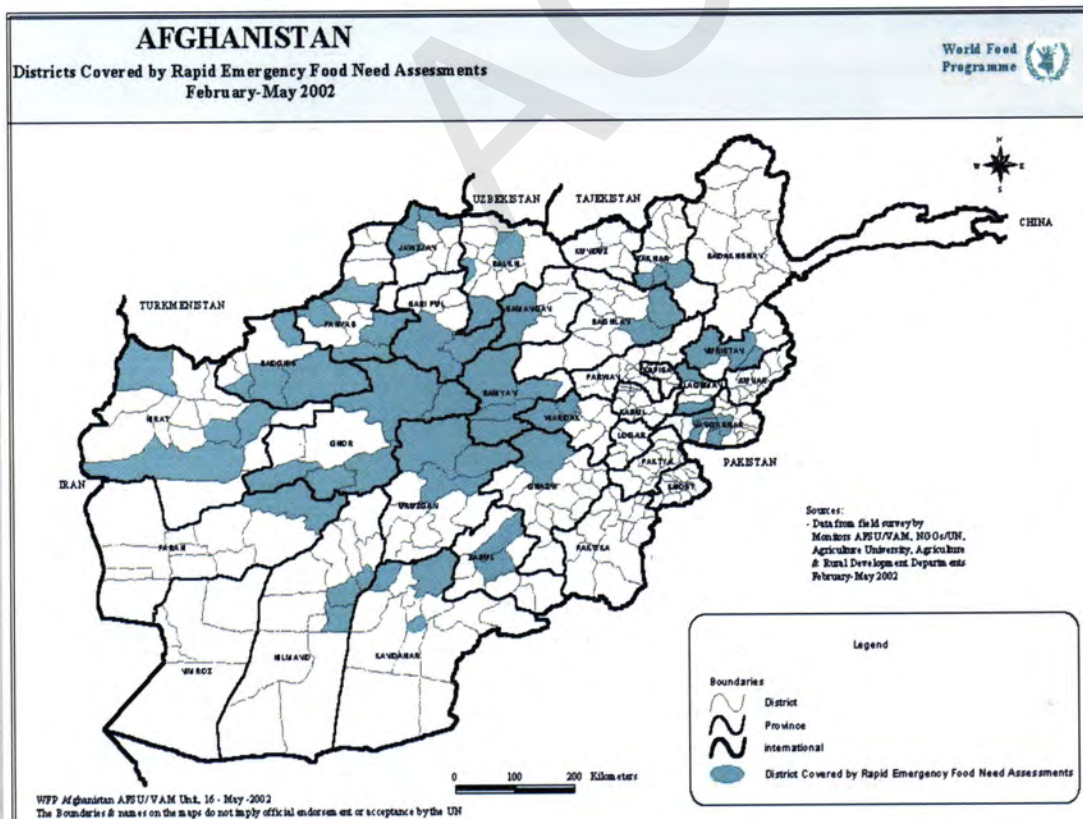 AFGHANISTAN
Districts Covered by Rapid Emergency Food Need Assessments
February-May 2002
World Food
Programme
N
W
E
S
UZBEKISTAN
TAJEKISTAN
CHINA
TURKMENISTAN
JAWZJAN
BALKH
KUNDUZ
TAKHAR
BADAKHSHAN
FARYAB
SARI PUL
SAMANGAN
BAGHLAN
BADGHIS
NURISTAN
HIRAT
GHOR
BAMYAN
PARWAN
KAPISA
LAGHMAN
KUNAR
WARDAK
KABUL
NANGARHAR
LOGAR
PAKISTAN
IRAN
PAKTYA
KHOST
URUZGAN
GHAZNI
FARAH
ZABUL
PAKTIKA
NIMROZ
HILMAND
KANDAHAR
Sources:
- Data from field survey by
Monitors AFSU/VAM, NGOs/UN,
Agriculture University, Agriculture
& Rural Development Departments
February-May 2002
Legend
Boundaries
District
Province
international
District Covered by Rapid Emergency Food Need Assessments
0 100 200 Kilometers
WFP Afghanistan AFSU/VAM Unit, 16 - May -2002
The Boundaries & names on the maps do not imply official endorsement or acceptance by the UN